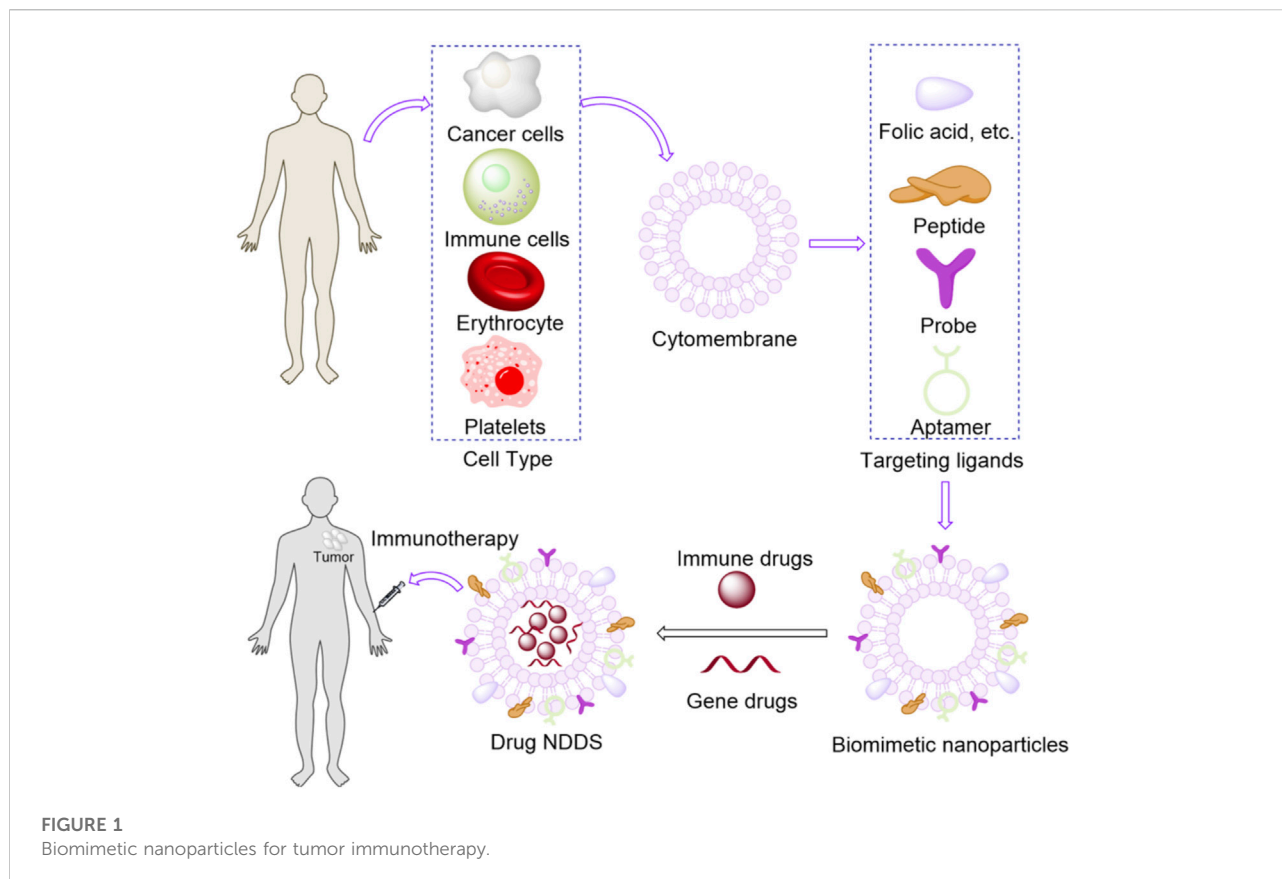 Cancer cells
Immune cells
Erythrocyte
Platelets
Cell Type
Cytomembrane
Folic acid, etc.
Peptide
Probe
Aptamer
Targeting ligands
Tumor
Immunotherapy
Drug NDDS
Immune drugs
Gene drugs
Biomimetic nanoparticles
FIGURE 1
Biomimetic nanoparticles for tumor immunotherapy.